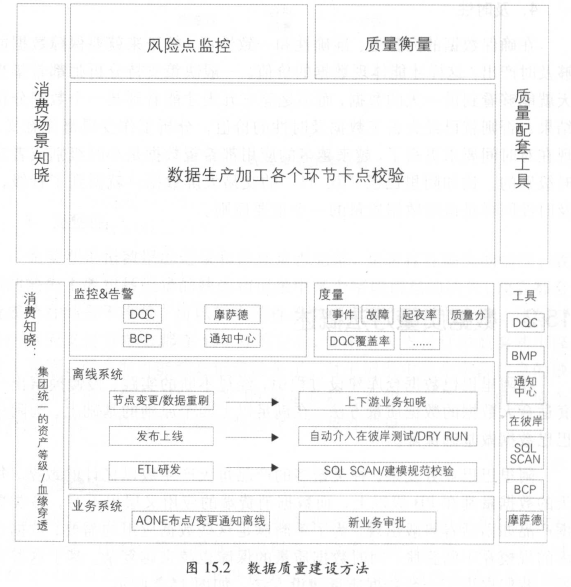 风险点监控
质量衡量
消费场景知晓
数据生产加工各个环节卡点校验
质量配套工具
消费知晓：
集团统一的资产等级/血缘穿透
监控&告警
DQC
摩萨德
BCP
通知中心
度量
事件
故障
起夜率
质量分
DQC覆盖率
......
离线系统
节点变更/数据重刷
上下游业务知晓
发布上线
自动介入在彼岸测试/DRY RUN
ETL研发
SQL SCAN/建模规范校验
业务系统
AONE布点/变更通知离线
新业务审批
工具
DQC
BMP
通知
中心
在彼岸
SQL
SCAN
BCP
摩萨德
图 15.2 数据质量建设方法